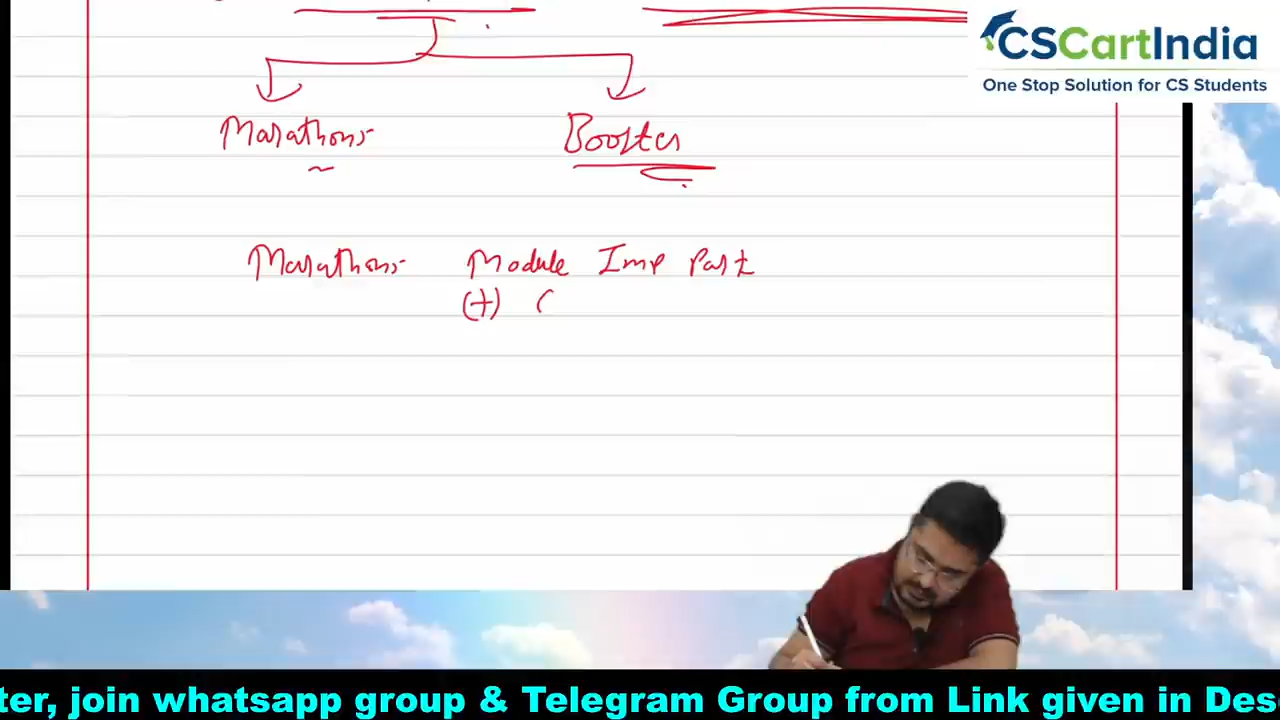 CSCartIndia
One Stop Solution for CS Students
Marathons Booster
Marathons Module Imp Part
(+) (
ter, join whatsapp group & Telegram Group from Link given in Des